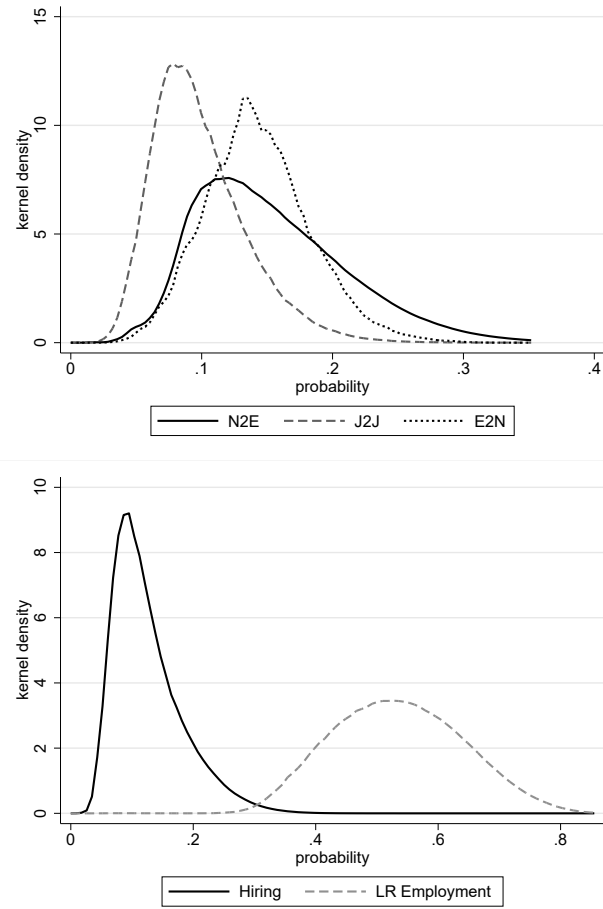 15
10
5
0
kernel density
0
.1
.2
.3
.4
probability
N2E
J2J
E2N
10
8
6
4
2
0
kernel density
0
.2
.4
.6
.8
probability
Hiring
LR Employment